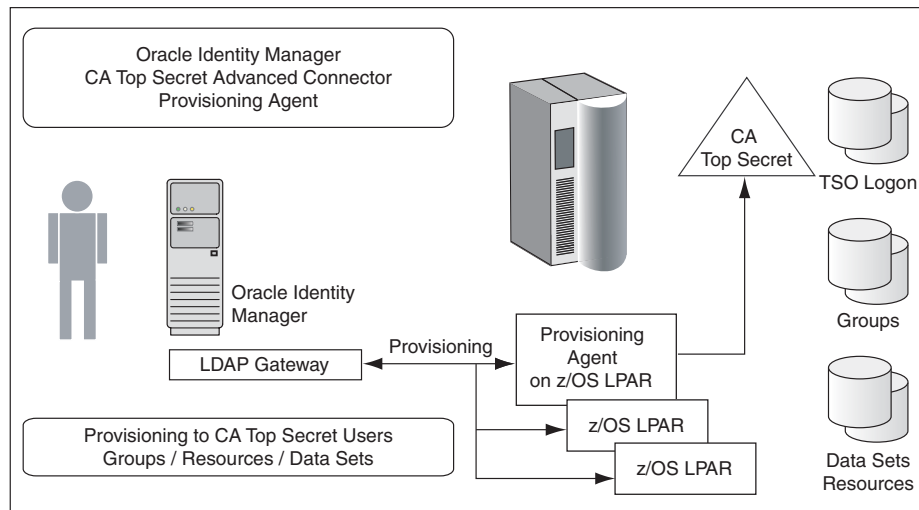 Oracle Identity Manager
CA Top Secret Advanced Connector
Provisioning Agent
CA
Top Secret
TSO Logon
Oracle Identity
Manager
Groups
LDAP Gateway
Provisioning
Provisioning
Agent
on z/OS LPAR
z/OS LPAR
z/OS LPAR
Provisioning to CA Top Secret Users
Groups / Resources / Data Sets
Data Sets
Resources